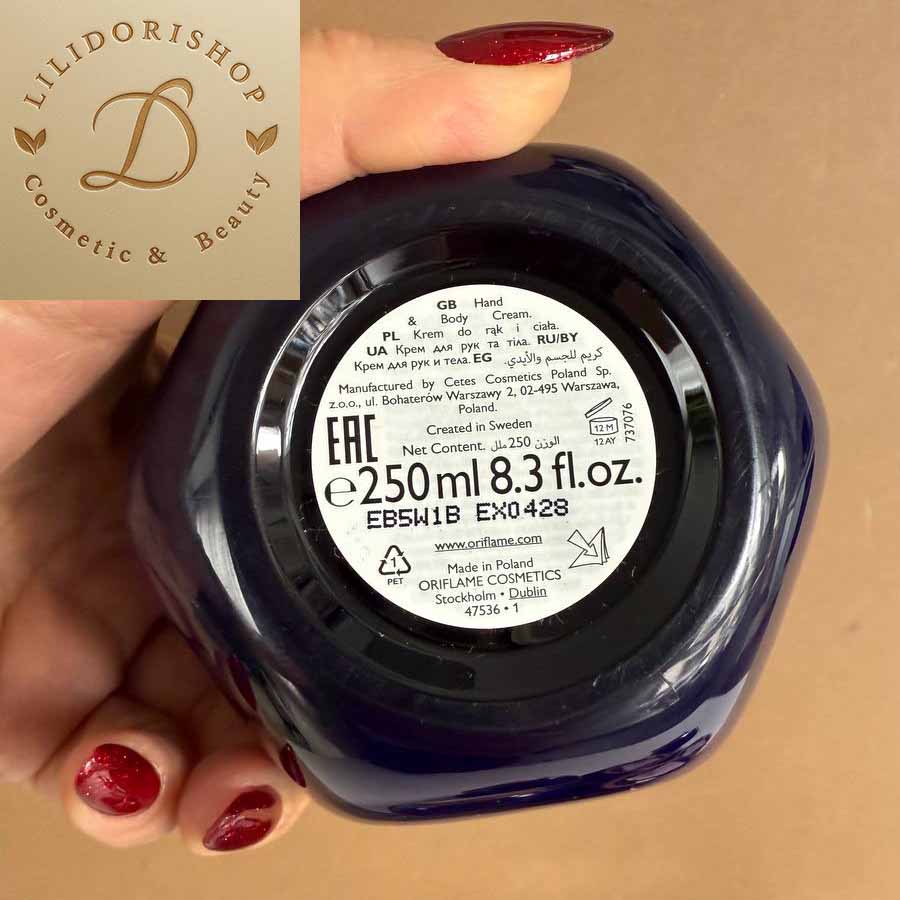 LILIDORISHOP
D
Cosmetic & Beauty
GB Hand
& Body Cream.
PL Krem do rąk i ciała.
UA Крем для рук та тіла. RU/BY
Крем для рук и тела. EG كريم للجسم والأيدي.
Manufactured by Cetes Cosmetics Poland Sp.
z.o.o., ul. Bohaterów Warszawy 2, 02-495 Warszawa,
Poland.
EAC
Created in Sweden
Net Content. الوزن 250 ملل
12 M
12 AY
737076
℮250 ml 8.3 fl.oz.
EB5W1B EX0428
www.oriflame.com
1
PET
Made in Poland
ORIFLAME COSMETICS
Stockholm • Dublin
47536 • 1